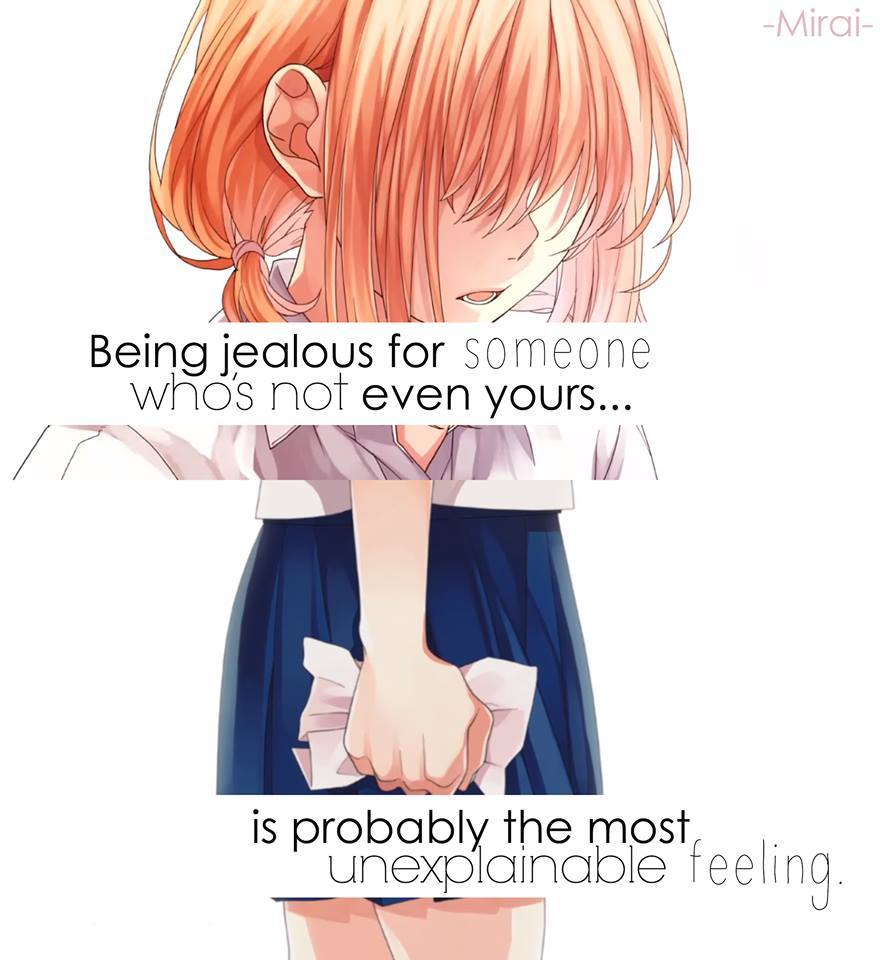 -Mirai-
Being jealous for someone
who's not even yours...
is probably the most
unexplainable feeling.